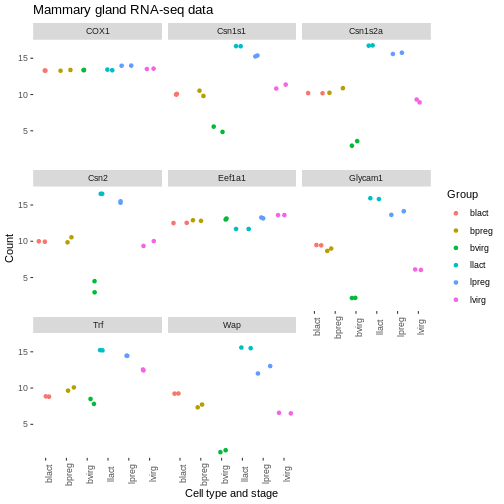 Mammary gland RNA-seq data
COX1
Csn1s1
Csn1s2a
15
10
5
Csn2
Eef1a1
Glycam1
15
10
5
Trf
Wap
15
10
5
blact
bpreg
bvirg
llact
lpreg
lvirg
blact
bpreg
bvirg
llact
lpreg
lvirg
blact
bpreg
bvirg
llact
lpreg
lvirg
Count
Cell type and stage
Group
blact
bpreg
bvirg
llact
lpreg
lvirg